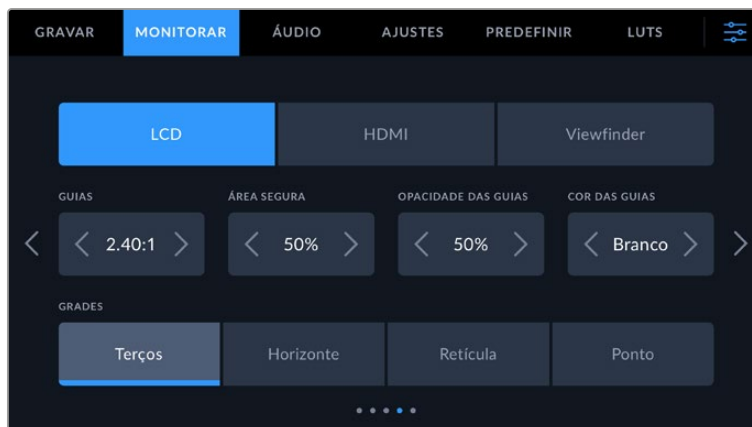 GRAVAR MONITORAR ÁUDIO AJUSTES PREDEFINIR LUTS
LCD HDMI Viewfinder
GUIAS ÁREA SEGURA OPACIDADE DAS GUIAS COR DAS GUIAS
2.40:1 50% 50% Branco
GRADES
Terços Horizonte Retícula Ponto